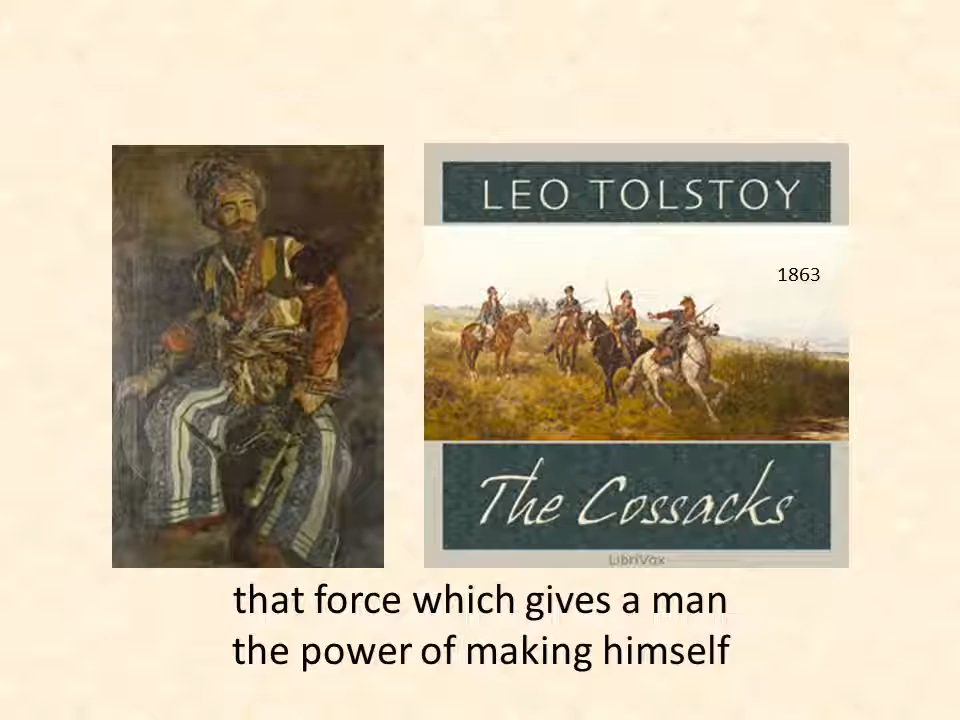 LEO TOLSTOY
1863
The Cossacks
LibriVox
that force which gives a man
the power of making himself